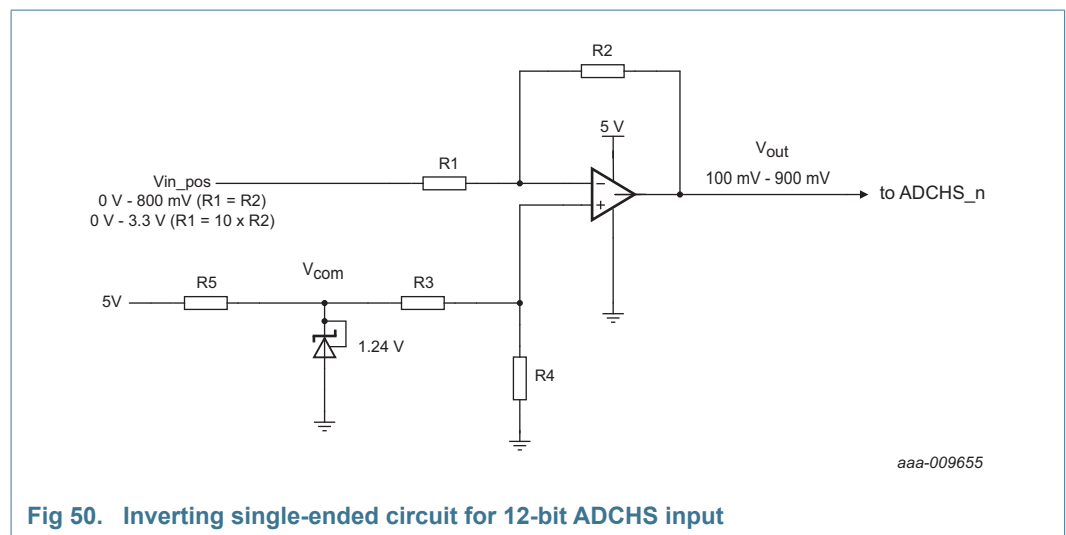 R2
5 V
V_out
R1
Vin_pos
100 mV - 900 mV
0 V - 800 mV (R1 = R2)
to ADCHS_n
0 V - 3.3 V (R1 = 10 x R2)
−
+
V_com
R5
R3
5V
1.24 V
R4
aaa-009655
Fig 50. Inverting single-ended circuit for 12-bit ADCHS input